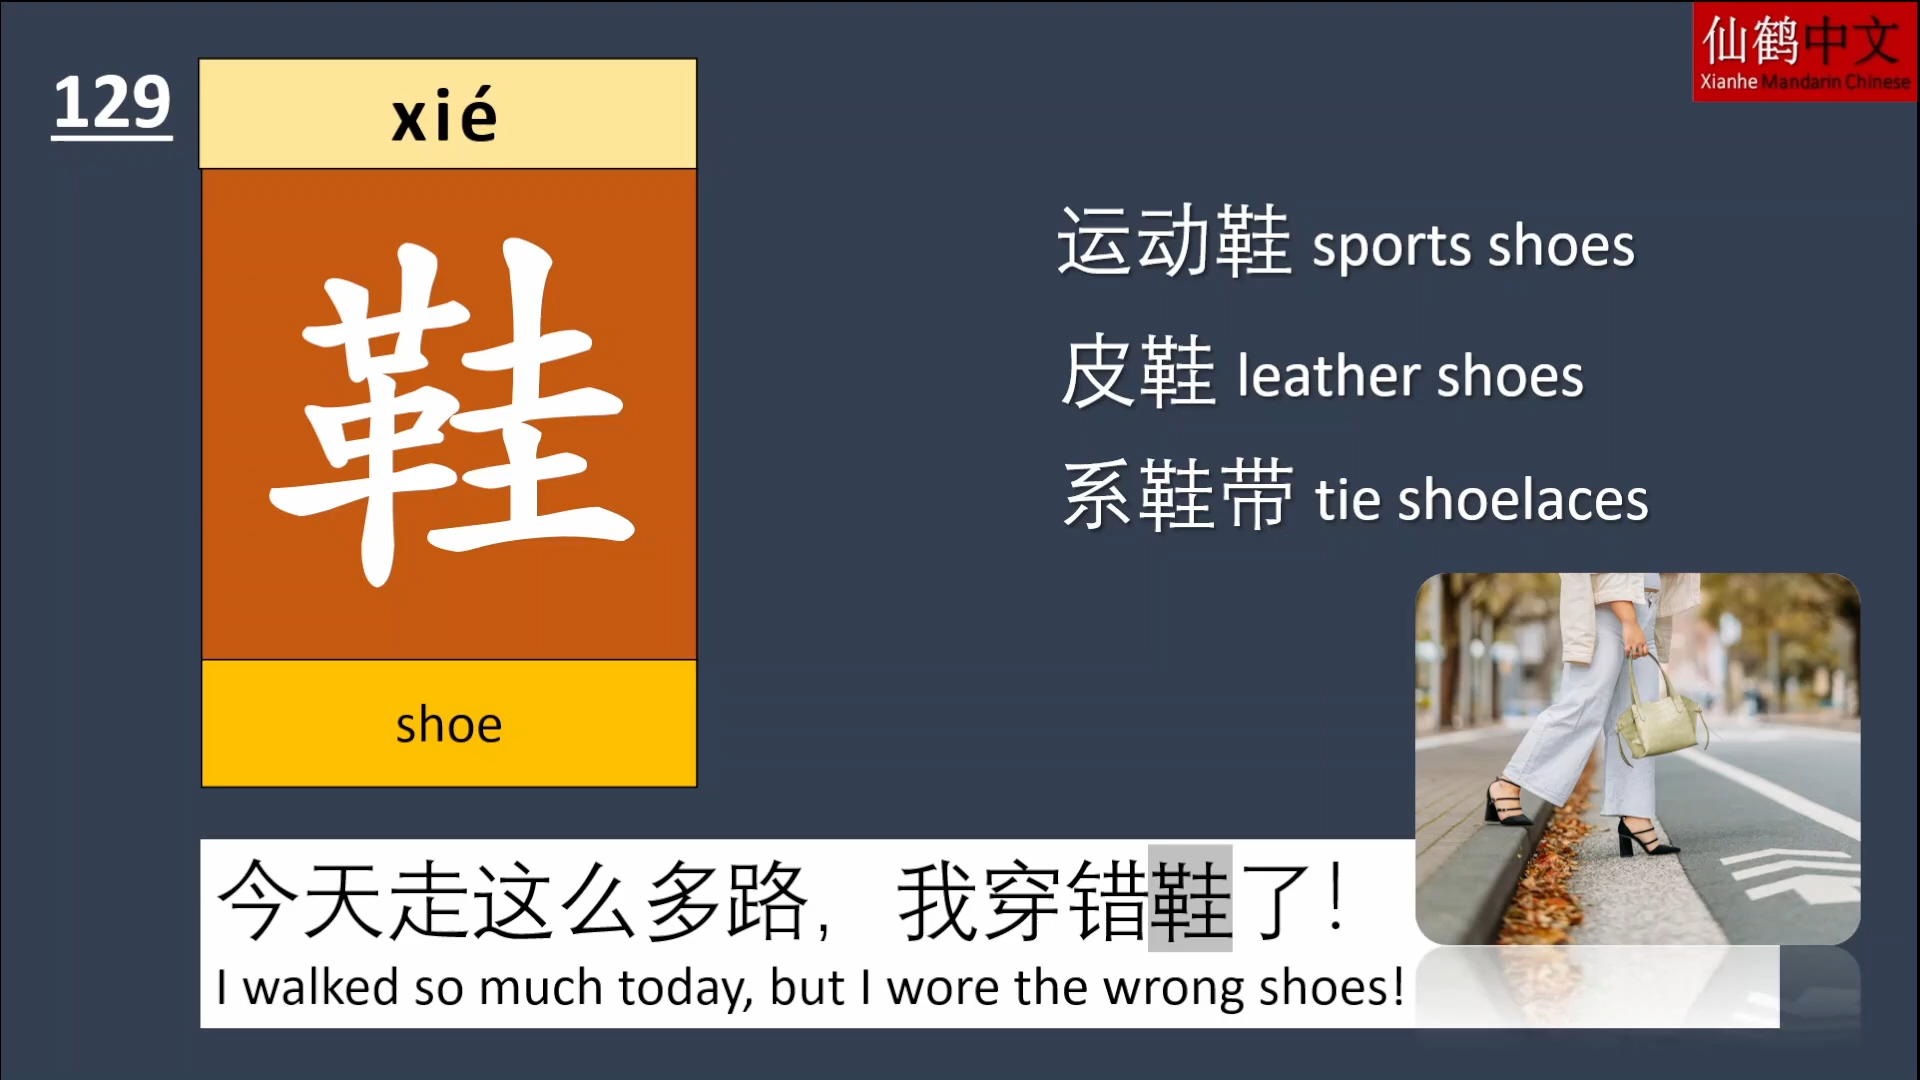 129
xié
鞋
shoe
仙鹤中文
Xianhe Mandarin Chinese
运动鞋 sports shoes
皮鞋 leather shoes
系鞋带 tie shoelaces
今天走这么多路，我穿错鞋了！
I walked so much today, but I wore the wrong shoes!